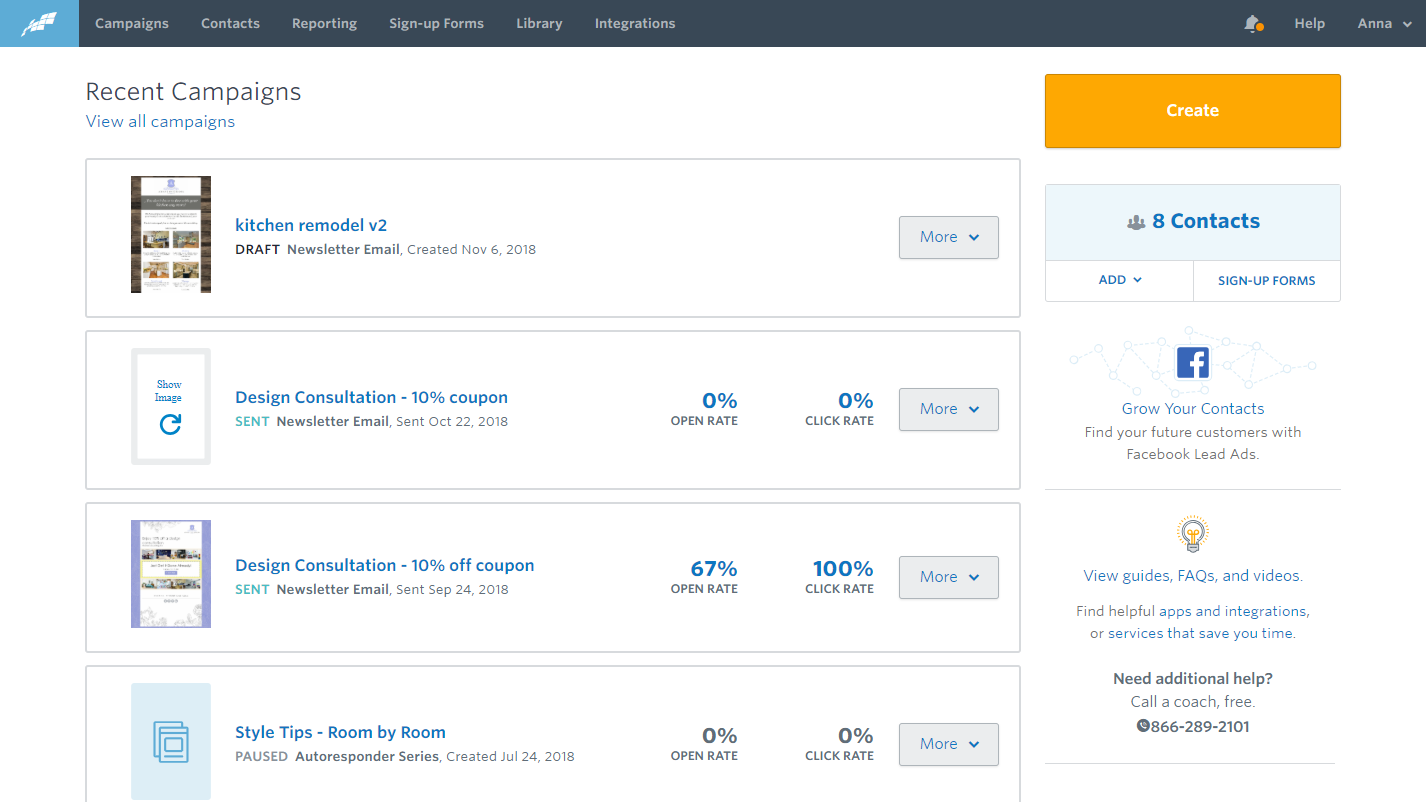 Campaigns Contacts Reporting Sign-up Forms Library Integrations Help Anna
Recent Campaigns
View all campaigns
kitchen remodel v2
DRAFT Newsletter Email, Created Nov 6, 2018
More
Show
Image
Design Consultation - 10% coupon
SENT Newsletter Email, Sent Oct 22, 2018
0%
OPEN RATE
0%
CLICK RATE
More
Design Consultation - 10% off coupon
SENT Newsletter Email, Sent Sep 24, 2018
67%
OPEN RATE
100%
CLICK RATE
More
Style Tips - Room by Room
PAUSED Autoresponder Series, Created Jul 24, 2018
0%
OPEN RATE
0%
CLICK RATE
More
Create
8 Contacts
ADD
SIGN-UP FORMS
Grow Your Contacts
Find your future customers with
Facebook Lead Ads.
View guides, FAQs, and videos.
Find helpful apps and integrations,
or services that save you time.
Need additional help?
Call a coach, free.
866-289-2101